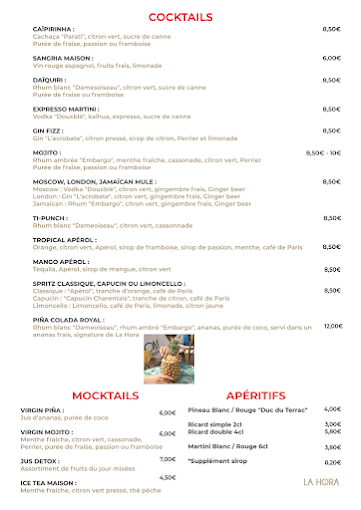 COCKTAILS
CAÏPIRINHA : 8,50€
Cachaça "Parati", citron vert, sucre de canne
Purée de fraise, passion ou framboise
SANGRIA MAISON : 6,00€
Vin rouge espagnol, fruits frais, limonade
DAÏQUIRI : 8,50€
Rhum blanc "Dameoiseau", citron vert, sucre de canne
Purée de fraise ou framboise
EXPRESSO MARTINI : 8,50€
Vodka "Douxblé", kalhua, expresso, sucre de canne
GIN FIZZ : 8,50€
Gin "L'acrobate", citron pressé, sirop de citron, Perrier et limonade
MOJITO : 8,50€ - 10€
Rhum ambrée "Embargo", menthe fraîche, cassonade, citron vert, Perrier
Purée de fraise, passion ou framboise
MOSCOW, LONDON, JAMAÏCAN MULE : 8,50€
Moscow : Vodka "Douxblé", citron vert, gingembre frais, Ginger beer
London : Gin "L'acrobate", citron vert, gingembre frais, Ginger beer
Jamaïcan : Rhum "Embargo", citron vert, gingembre frais, Ginger beer
TI-PUNCH : 8,50€
Rhum blanc "Dameoiseau", citron vert, cassonnade
TROPICAL APÉROL :
Orange, citron vert, Apérol, sirop de framboise, sirop de passion, menthe, café de Paris 8,50€
MANGO APÉROL :
Tequila, Apérol, sirop de mangue, citron vert 8,50€
SPRITZ CLASSIQUE, CAPUCIN OU LIMONCELLO :
Classique : "Apérol", tranche d'orange, café de Paris 8,50€
Capucin : "Capucin Charentais", tranche de citron, café de Paris
Limoncello : Limoncello, café de Paris, limonade, citron jaune
PIÑA COLADA ROYAL :
Rhum blanc "Dameoiseau", rhum ambré "Embargo", ananas, purée de coco, servi dans un 12,00€
ananas frais, signature de La Hora
MOCKTAILS
VIRGIN PIÑA : 6,00€
Jus d'ananas, purée de coco
VIRGIN MOJITO : 6,00€
Menthe fraiche, citron vert, cassonade,
Perrier, purée de fraise, passion ou framboise
JUS DETOX : 7,00€
Assortiment de fruits du jour mixées
ICE TEA MAISON : 4,50€
Menthe fraiche, citron vert pressé, thé pêche
APÉRITIFS
Pineau Blanc / Rouge "Duc du Terrac" 4,00€
Ricard simple 2cl 3,00€
Ricard double 4cl 5,80€
Martini Blanc / Rouge 6cl 3,80€
*Supplément sirop 0,20€
LA HORA